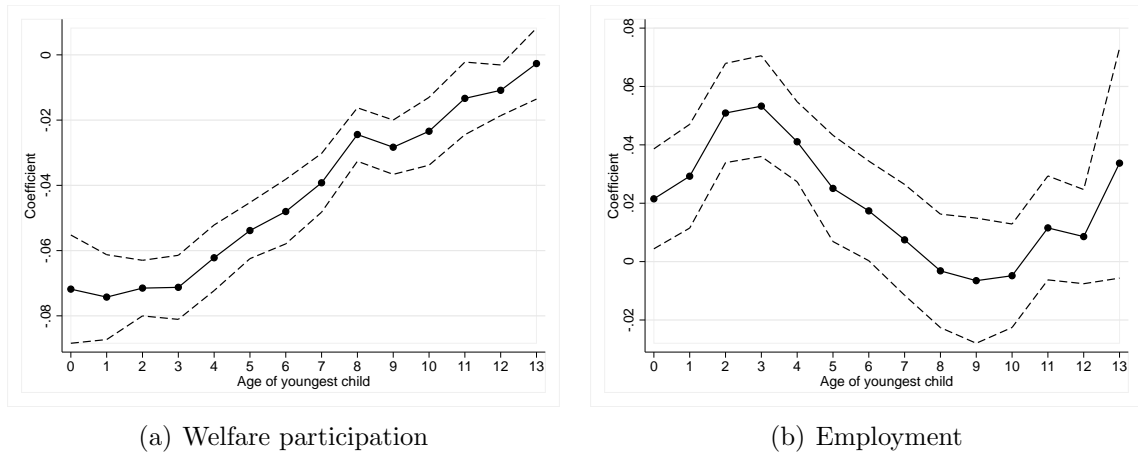 0
-.02
-.04
-.06
-.08
Coefficient
0 1 2 3 4 5 6 7 8 9 10 11 12 13
Age of youngest child
(a) Welfare participation
.08
.06
.04
.02
0
-.02
Coefficient
0 1 2 3 4 5 6 7 8 9 10 11 12 13
Age of youngest child
(b) Employment